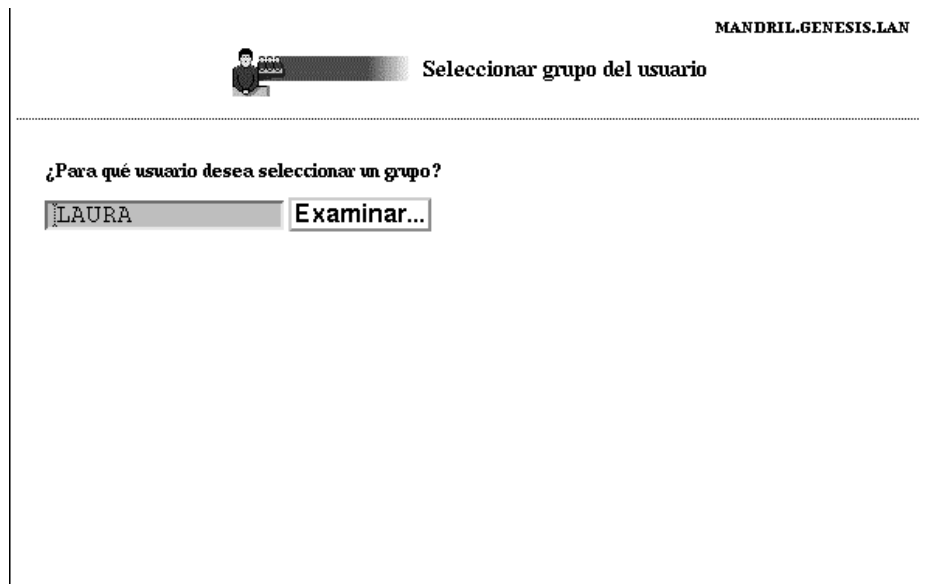 MANDRIL.GENESIS.LAN
Seleccionar grupo del usuario
¿Para qué usuario desea seleccionar un grupo?
LAURA Examinar...